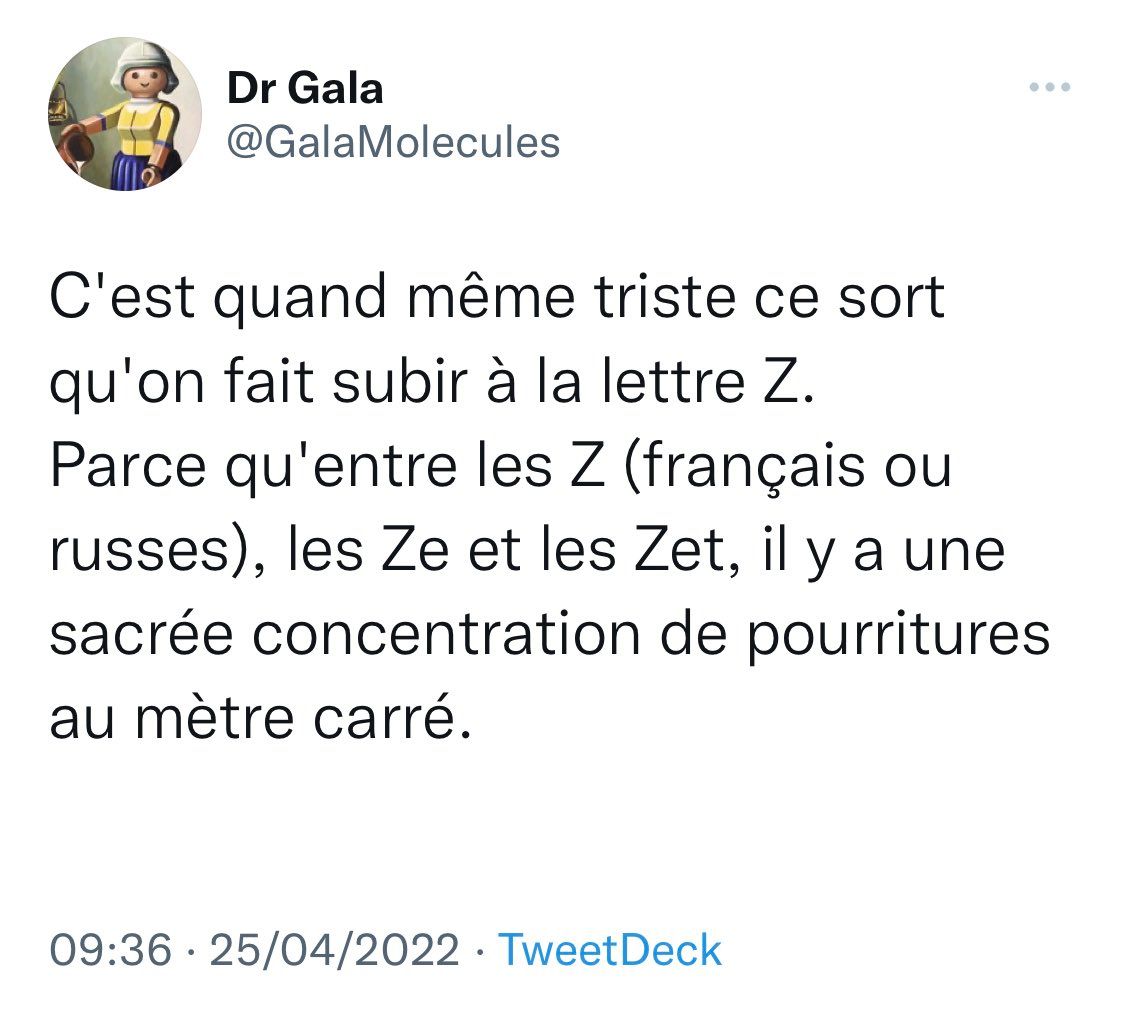 Dr Gala
@GalaMolecules
C'est quand même triste ce sort
qu'on fait subir à la lettre Z.
Parce qu'entre les Z (français ou
russes), les Ze et les Zet, il y a une
sacrée concentration de pourritures
au mètre carré.
09:36 · 25/04/2022 · TweetDeck